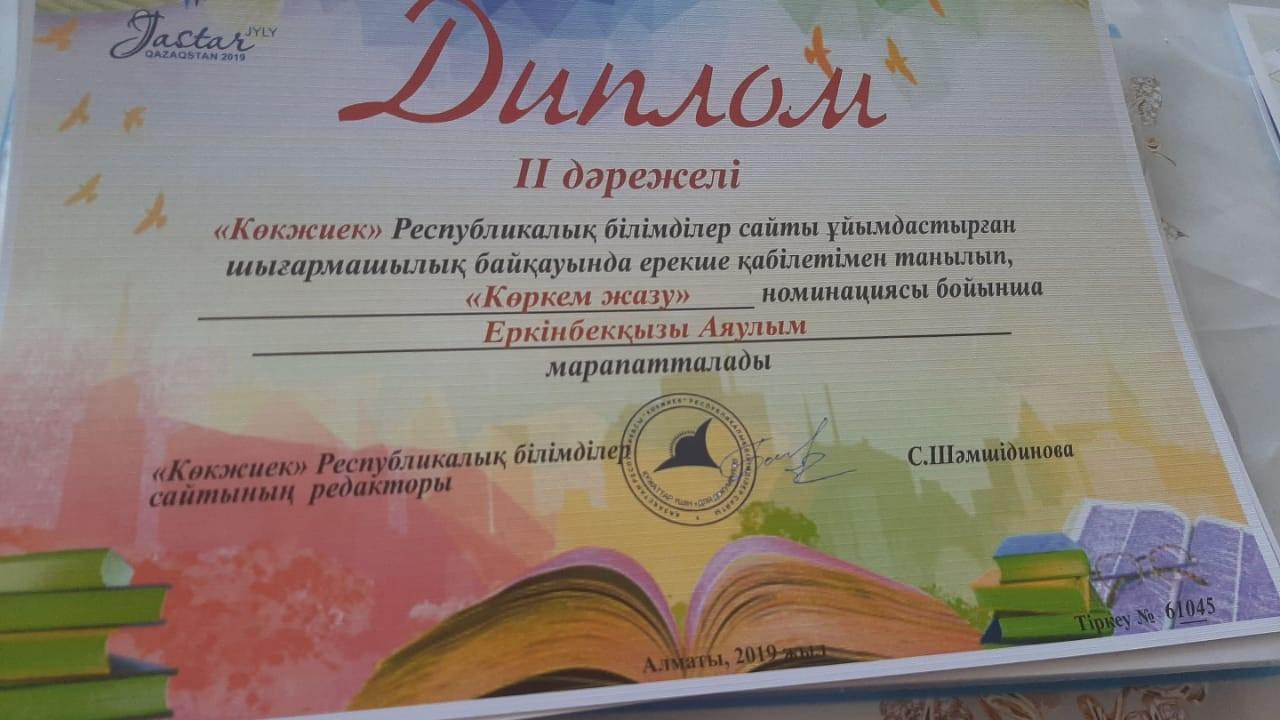 Jastar JYLY
QAZAQSTAN 2019
Диплом
II дәрежелі
«Көкжиек» Республикалық білімділер сайты ұйымдастырған
шығармашылық байқауында ерекше қабілетімен танылып,
«Көркем жазу» номинациясы бойынша
Еркінбекқызы Аяулым
марапатталады
«Көкжиек» Республикалық білімділер
сайтының редакторы
С.Шәмшідинова
Тіркеу № 61045
Алматы, 2019 жыл